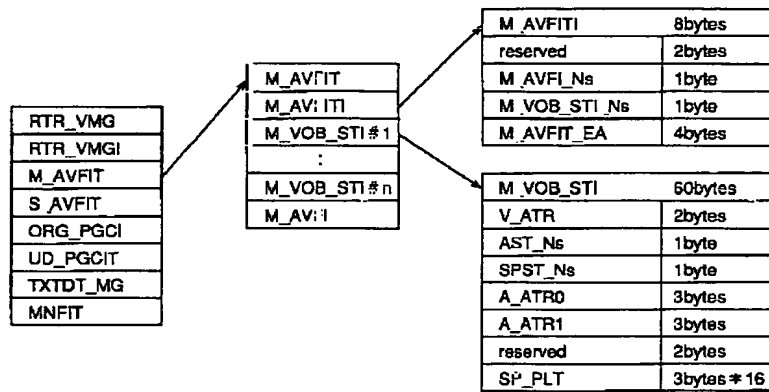 RTR_VMG
RTR_VMGI
M_AVFIT
S_AVFIT
ORG_PGCI
UD_PGCIT
TXTDT_MG
MNFIT
M_AVFIT
M_AVFITI
M_VOB_STI#1
:
M_VOB_STI#n
M_AVFI
M_AVFITI 8bytes
reserved 2bytes
M_AVFI_Ns 1byte
M_VOB_STI_Ns 1byte
M_AVFIT_EA 4bytes
M_VOB_STI 60bytes
V_ATR 2bytes
AST_Ns 1byte
SPST_Ns 1byte
A_ATR0 3bytes
A_ATR1 3bytes
reserved 2bytes
SP_PLT 3bytes*16